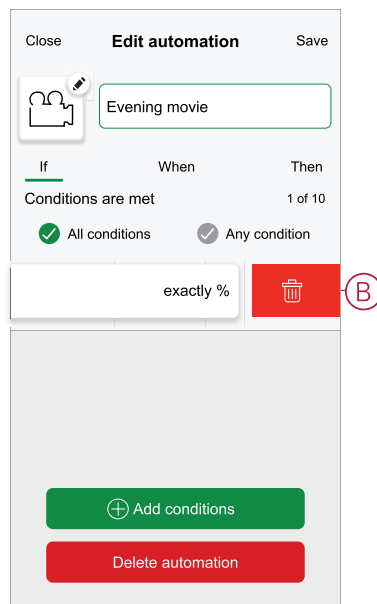 Close Edit automation Save
Evening movie
If When Then
Conditions are met 1 of 10
All conditions Any condition
exactly %
B
Add conditions
Delete automation